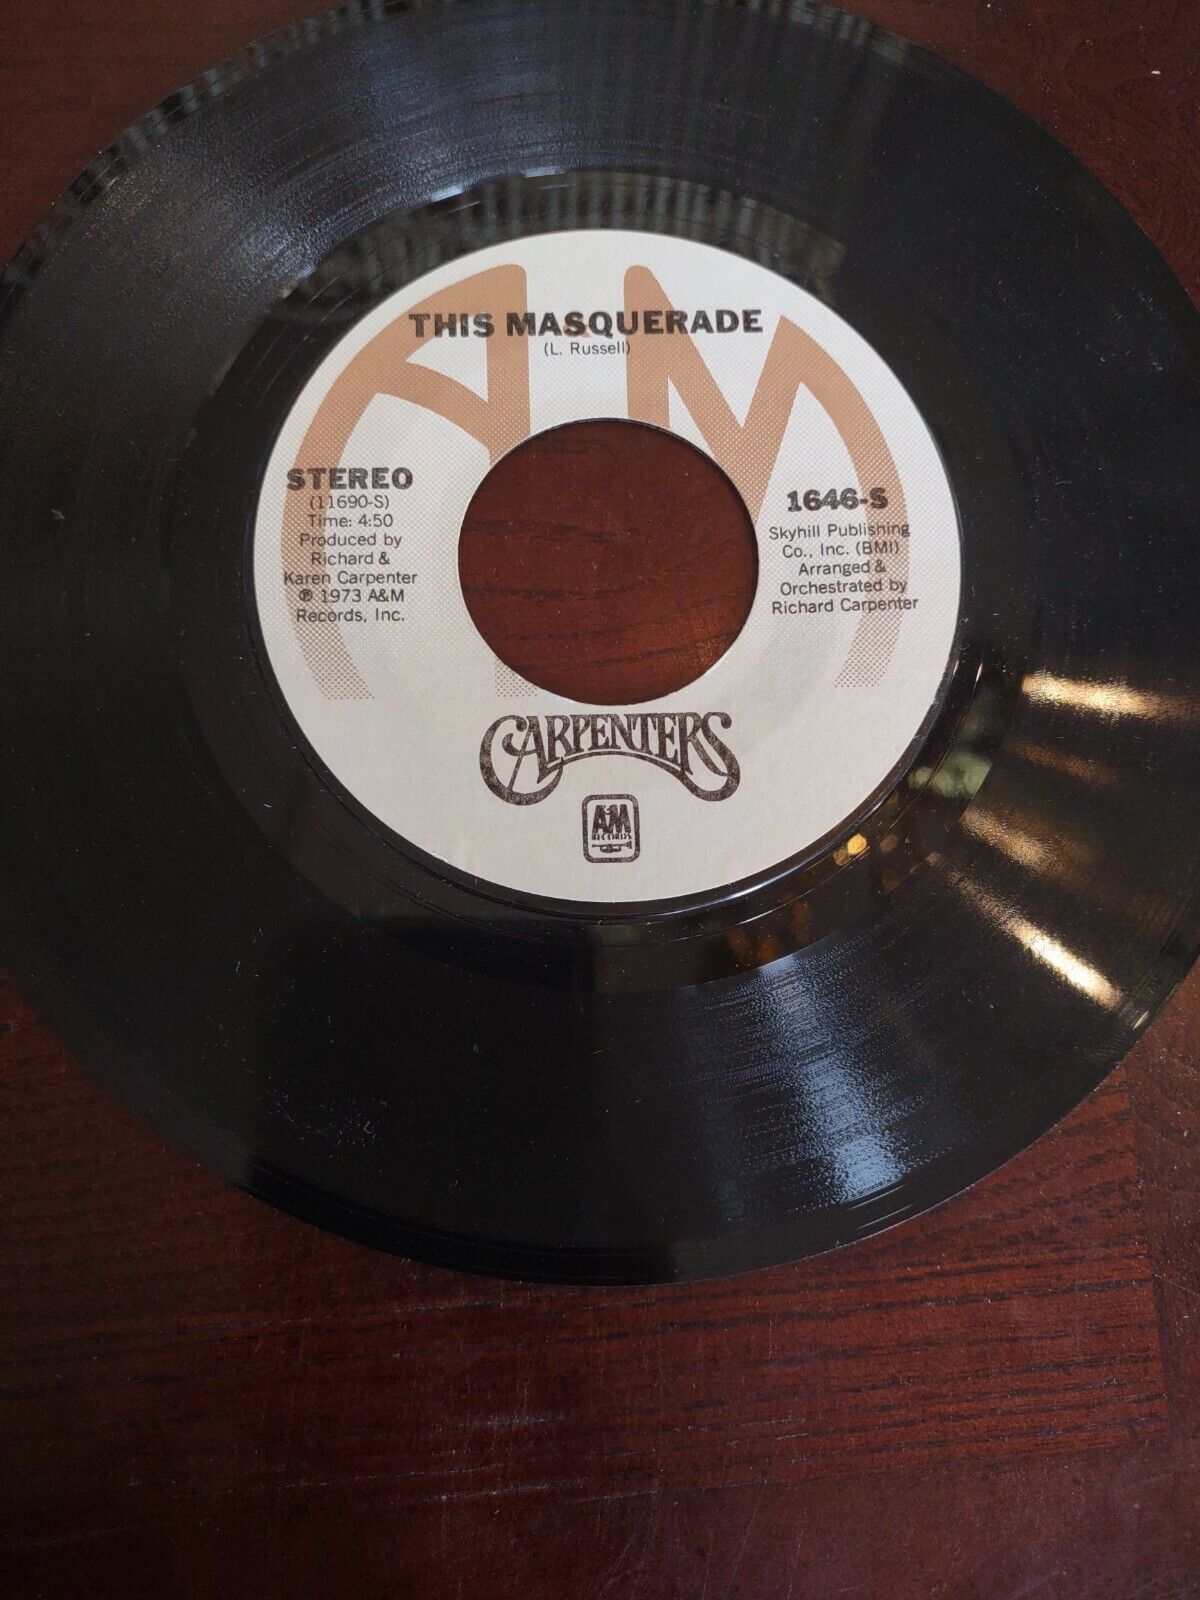 THIS MASQUERADE
(L. Russell)
STEREO
(11690-S)
Time: 4:50
Produced by
Richard &
Karen Carpenter
℗ 1973 A&M
Records, Inc.
1646-S
Skyhill Publishing
Co., Inc. (BMI)
Arranged &
Orchestrated by
Richard Carpenter
CARPENTERS
A&M
RECORDS